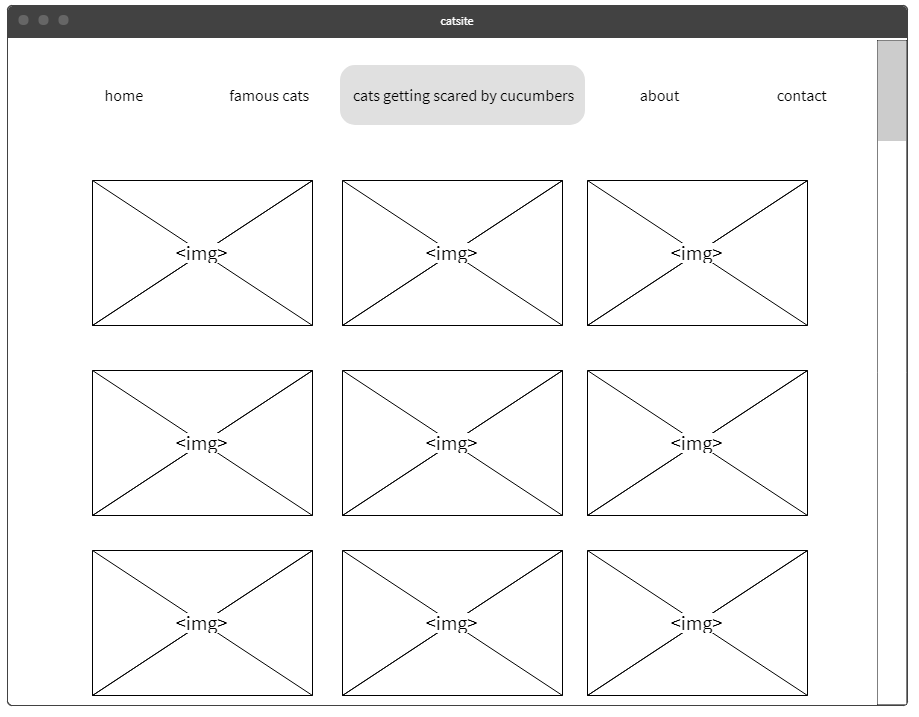 catsite
home famous cats cats getting scared by cucumbers about contact
<img> <img> <img>
<img> <img> <img>
<img> <img> <img>